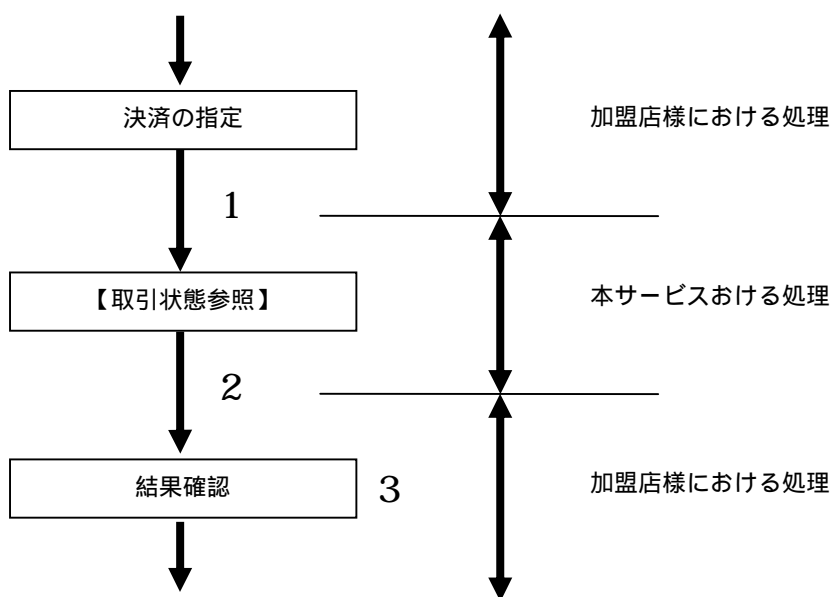 決済の指定
加盟店様における処理
1
【取引状態参照】
本サービスおける処理
2
結果確認
3
加盟店様における処理